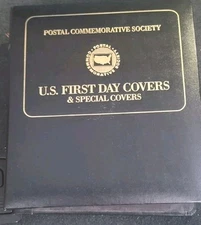 POSTAL COMMEMORATIVE SOCIETY
U.S. FIRST DAY COVERS
& SPECIAL COVERS